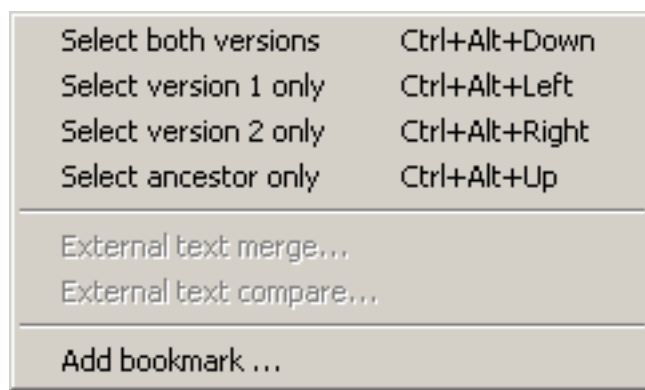 Select both versions Ctrl+Alt+Down
Select version 1 only Ctrl+Alt+Left
Select version 2 only Ctrl+Alt+Right
Select ancestor only Ctrl+Alt+Up
External text merge...
External text compare...
Add bookmark ...